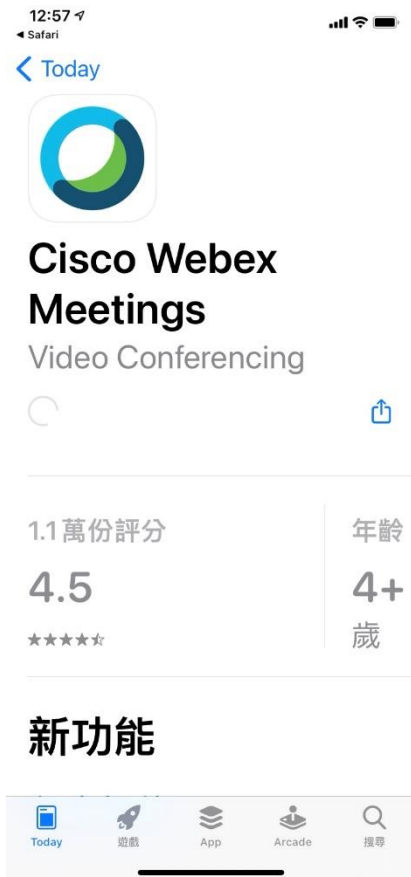 12:57
Safari
Today
Cisco Webex
Meetings
Video Conferencing
1.1萬份評分
年齡
4.5
4+
歲
新功能
Today
遊戲
App
Arcade
搜尋